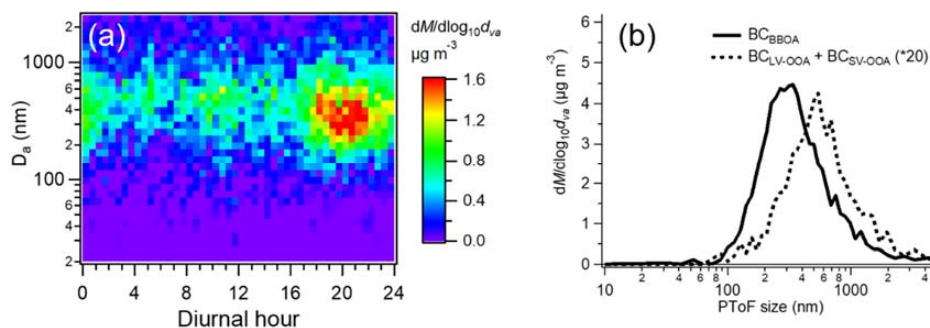 (a)
dM/dlog₁₀dva
µg m⁻³
1.6
1.2
0.8
0.4
0.0
2
1000
6
4
2
100
6
4
2
Da (nm)
0 4 8 12 16 20 24
Diurnal hour
(b)
BC_BBOA
BC_LV-OOA + BC_SV-OOA (*20)
dM/dlog₁₀dva (µg m⁻³)
6
5
4
3
2
1
0
10 2 4 6 8 100 2 4 6 8 1000 2 4
PToF size (nm)